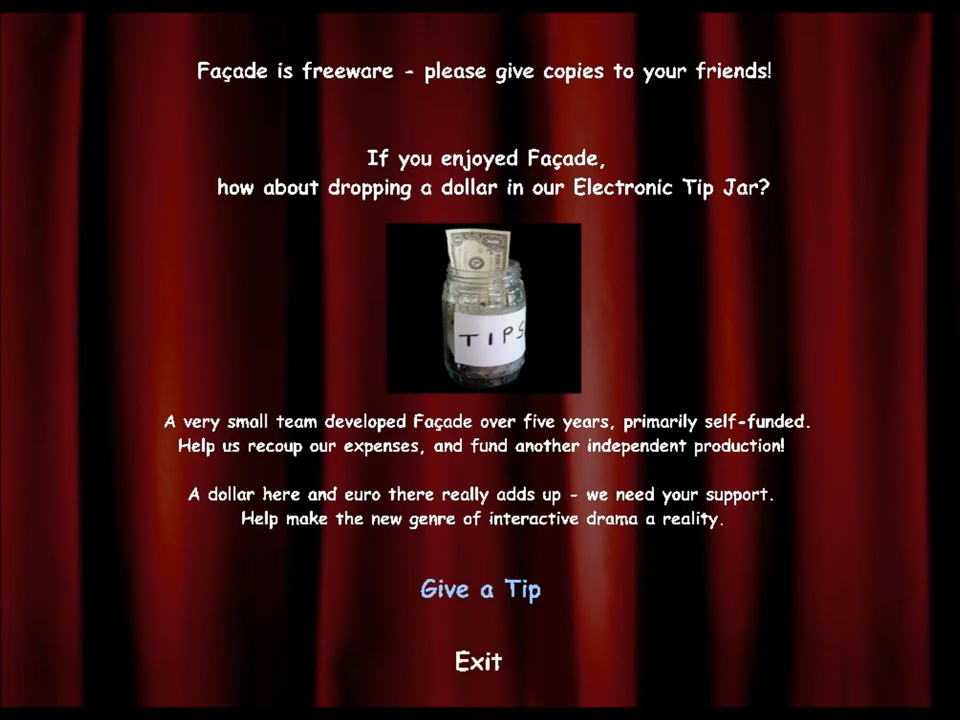 Façade is freeware - please give copies to your friends!
If you enjoyed Façade,
how about dropping a dollar in our Electronic Tip Jar?
TIPS
A very small team developed Façade over five years, primarily self-funded.
Help us recoup our expenses, and fund another independent production!
A dollar here and euro there really adds up - we need your support.
Help make the new genre of interactive drama a reality.
Give a Tip
Exit